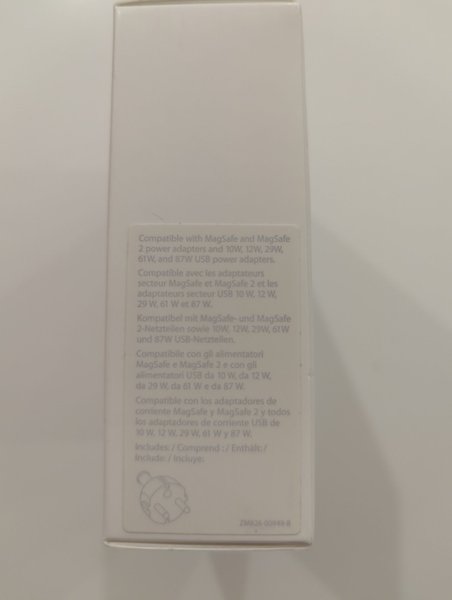 Compatible with MagSafe and MagSafe
2 power adapters and 10W, 12W, 29W,
61W, and 87W USB power adapters.
Compatible avec les adaptateurs
secteur MagSafe et MagSafe 2 et les
adaptateurs secteur USB 10 W, 12 W,
29 W, 61 W et 87 W.
Kompatibel mit MagSafe- und MagSafe
2-Netzteilen sowie 10W, 12W, 29W, 61W
und 87W USB-Netzteilen.
Compatibile con gli alimentatori
MagSafe e MagSafe 2 e con gli
alimentatori USB da 10 W, da 12 W,
da 29 W, da 61 W e da 87 W.
Compatible con los adaptadores de
corriente MagSafe y MagSafe 2 y todos
los adaptadores de corriente USB de
10 W, 12 W, 29 W, 61 W y 87 W.
Includes: / Comprend : / Enthält: /
Include: / Incluye: